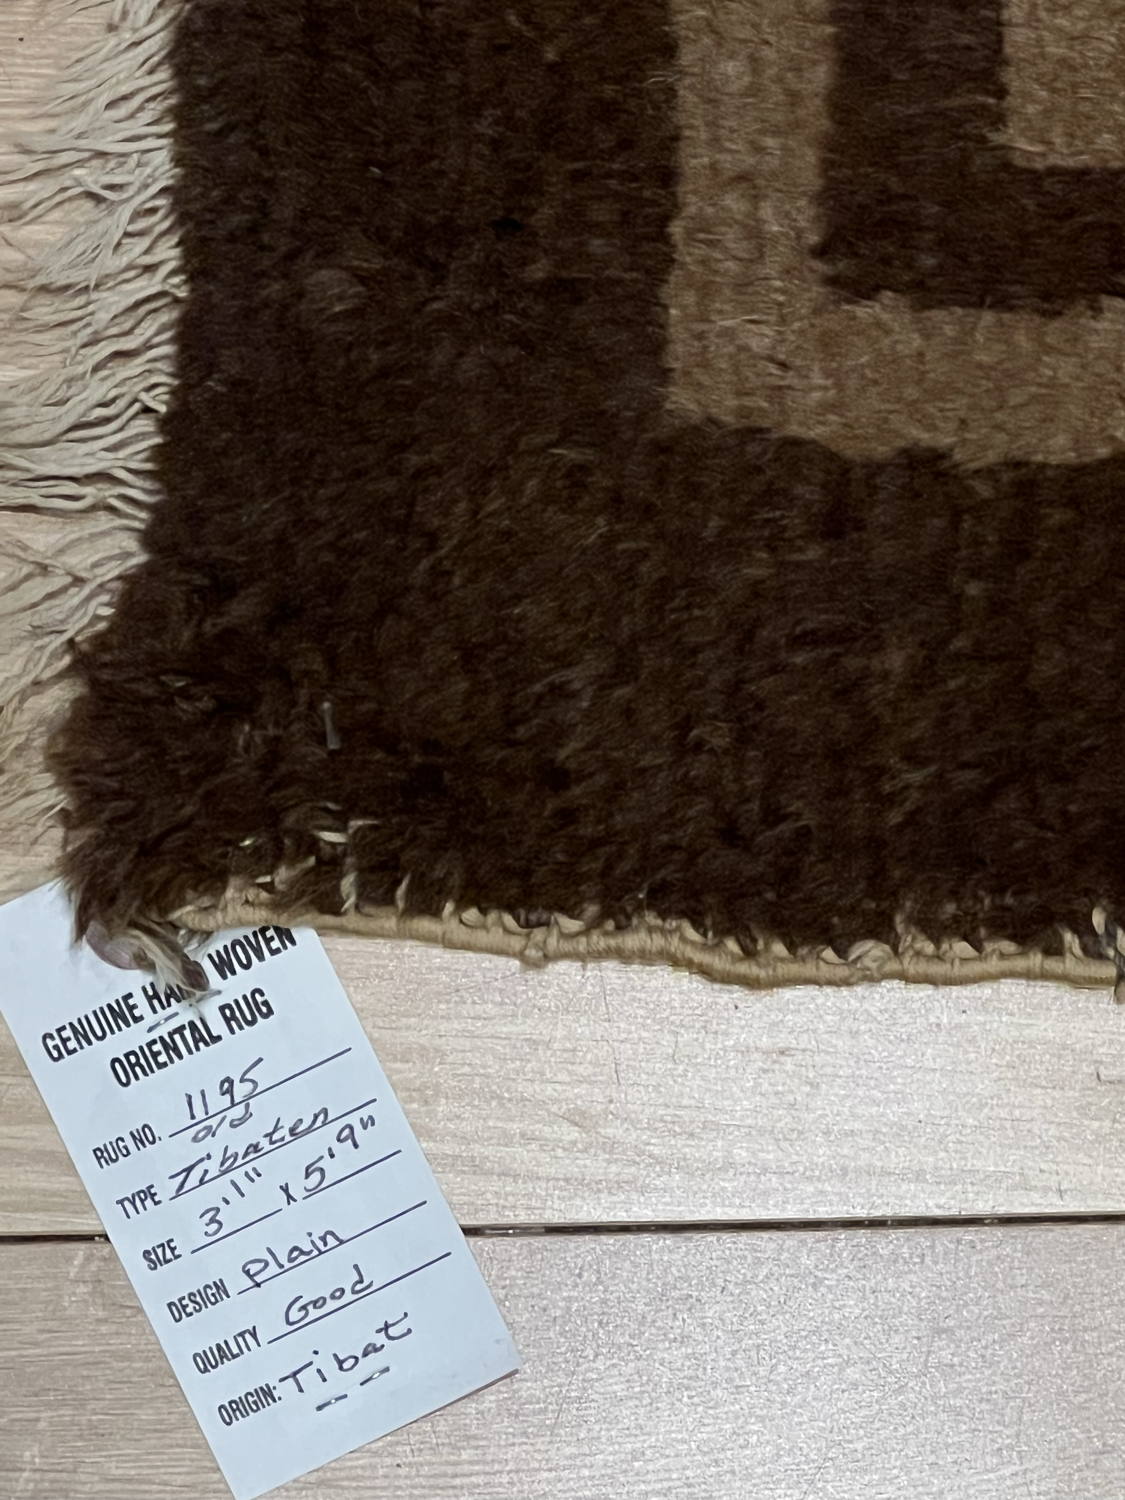 GENUINE HAND WOVEN
ORIENTAL RUG
RUG NO. 1195
old
TYPE Tibaten
SIZE 3'1" x 5'9"
DESIGN plain
QUALITY Good
ORIGIN: Tibat